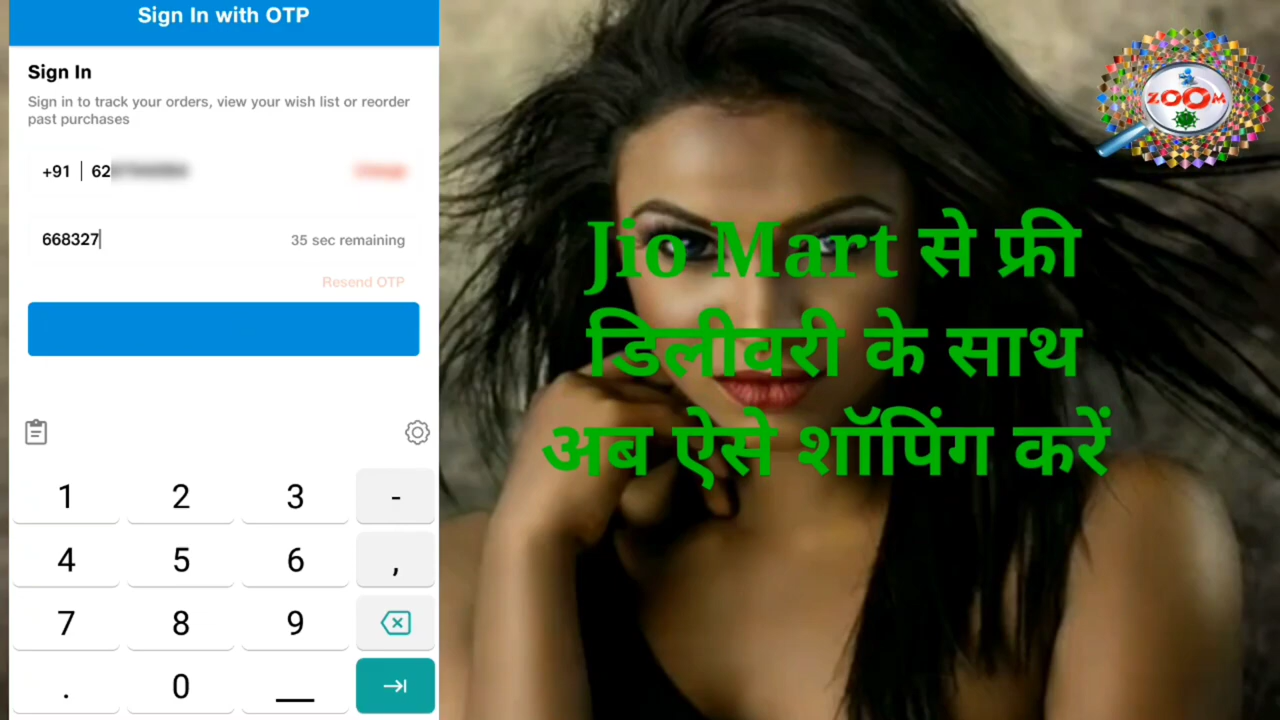 Sign In with OTP
Sign In
Sign in to track your orders, view your wish list or reorder
past purchases
+91 | 62
668327
35 sec remaining
Resend OTP
1 2 3 -
4 5 6 ,
7 8 9
. 0
ZOOM
Jio Mart से फ्री
डिलीवरी के साथ
अब ऐसे शॉपिंग करें